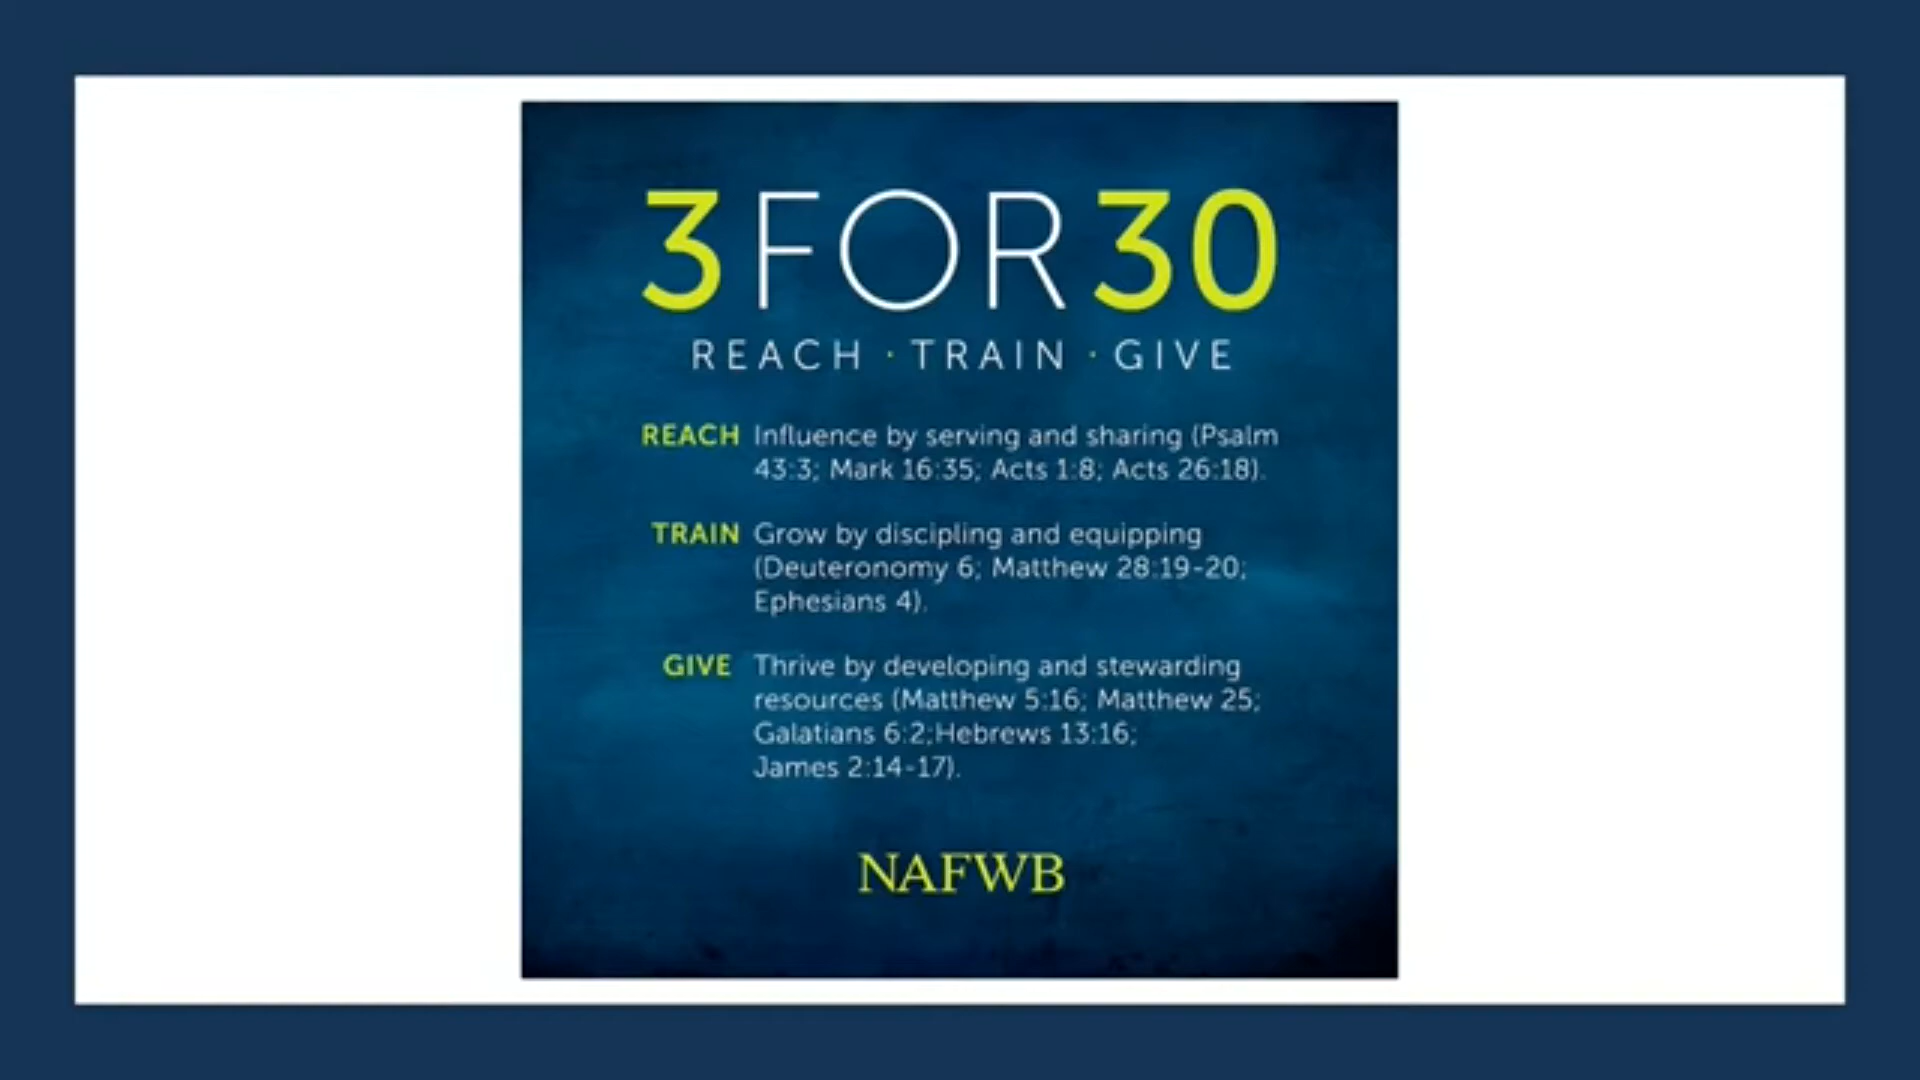 3FOR30
REACH · TRAIN · GIVE
REACH Influence by serving and sharing (Psalm
43:3; Mark 16:35; Acts 1:8; Acts 26:18).
TRAIN Grow by discipling and equipping
(Deuteronomy 6; Matthew 28:19-20;
Ephesians 4).
GIVE Thrive by developing and stewarding
resources (Matthew 5:16; Matthew 25;
Galatians 6:2;Hebrews 13:16;
James 2:14-17).
NAFWB